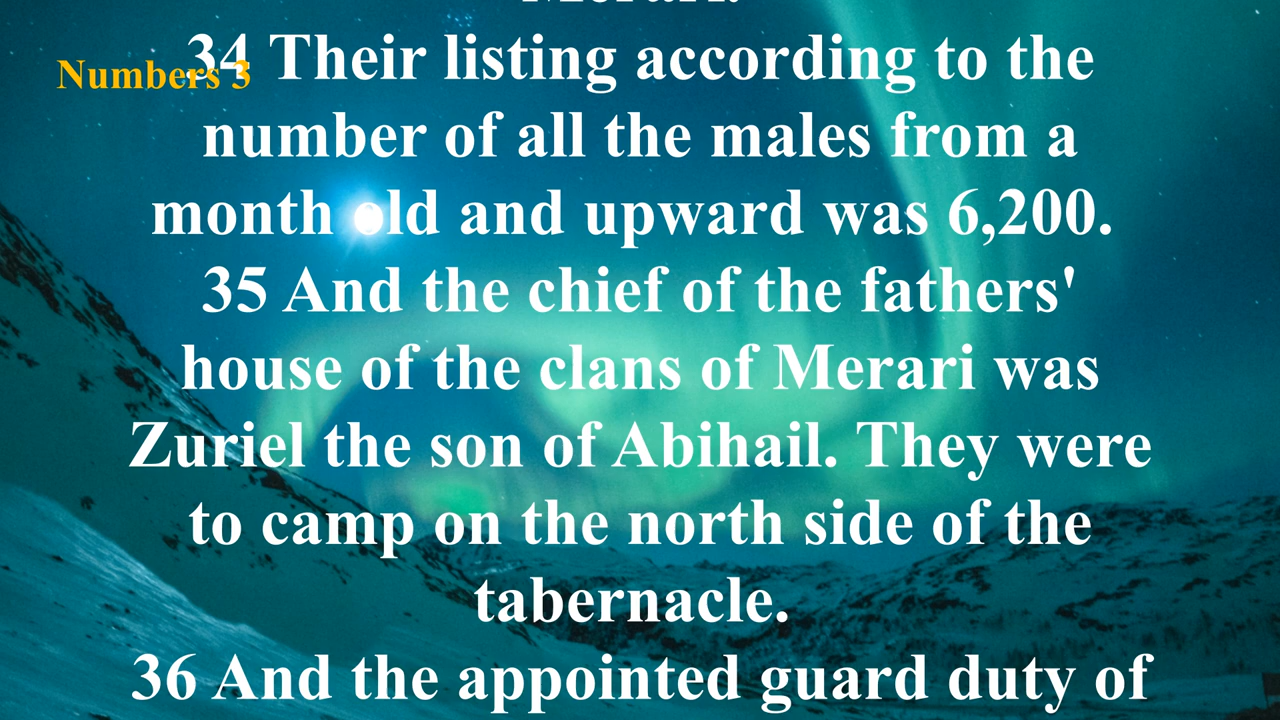 Merari.
Numbers 3
34 Their listing according to the
number of all the males from a
month old and upward was 6,200.
35 And the chief of the fathers'
house of the clans of Merari was
Zuriel the son of Abihail. They were
to camp on the north side of the
tabernacle.
36 And the appointed guard duty of